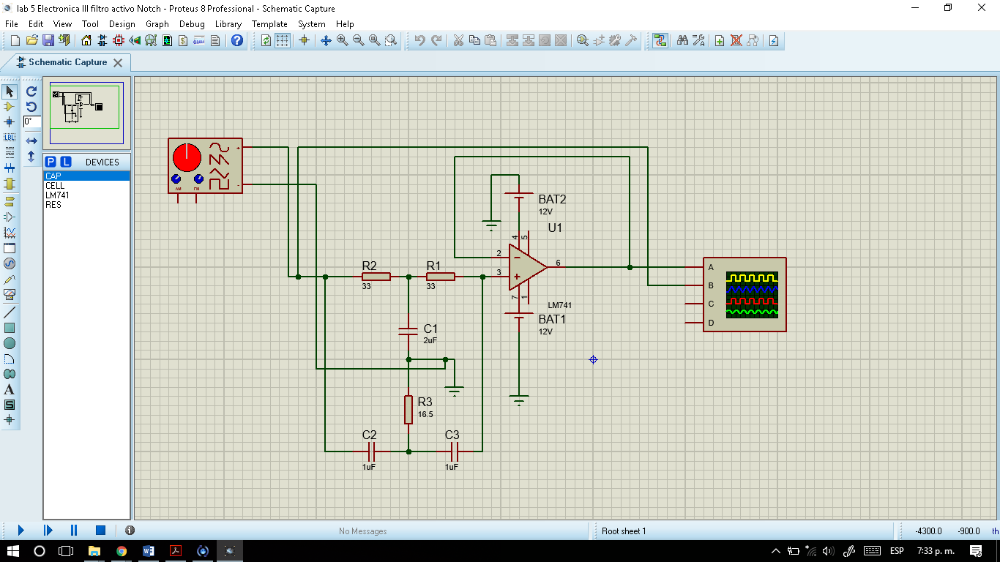 lab 5 Electronica III filtro activo Notch - Proteus 8 Professional - Schematic Capture
File Edit View Tool Design Graph Debug Library Template System Help
Schematic Capture
0°
LBL
P L DEVICES
CAP
CELL
LM741
RES
A
S
+
-
AM FM
BAT2
12V
U1
4 5
2
6
3
7 1
LM741
BAT1
12V
R2
33
R1
33
C1
2uF
R3
16.5
C2
1uF
C3
1uF
A
B
C
D
No Messages
Root sheet 1
-4300.0 -900.0 th
ESP 7:33 p. m.